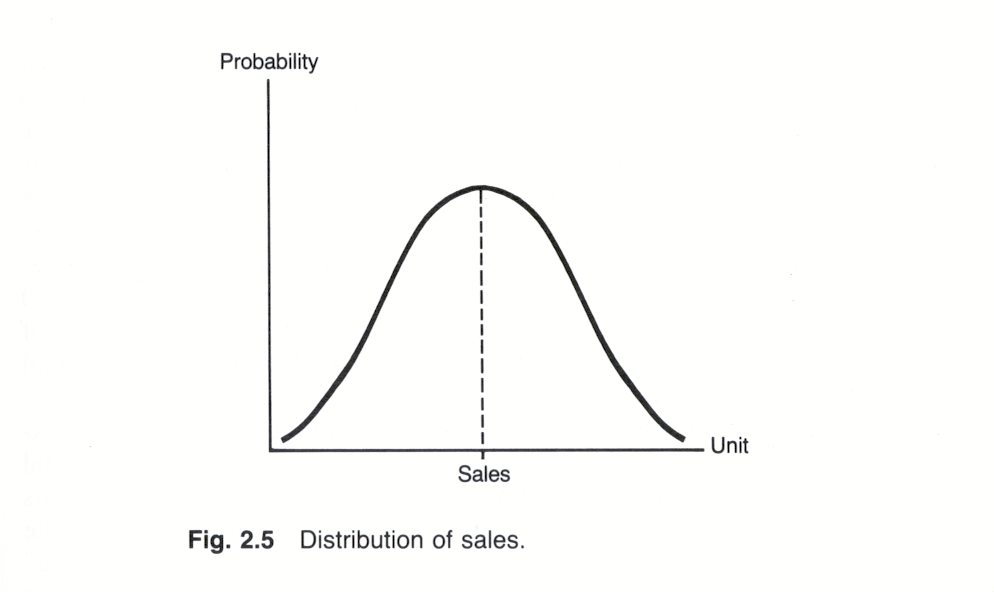 Probability
Unit
Sales
Fig. 2.5 Distribution of sales.